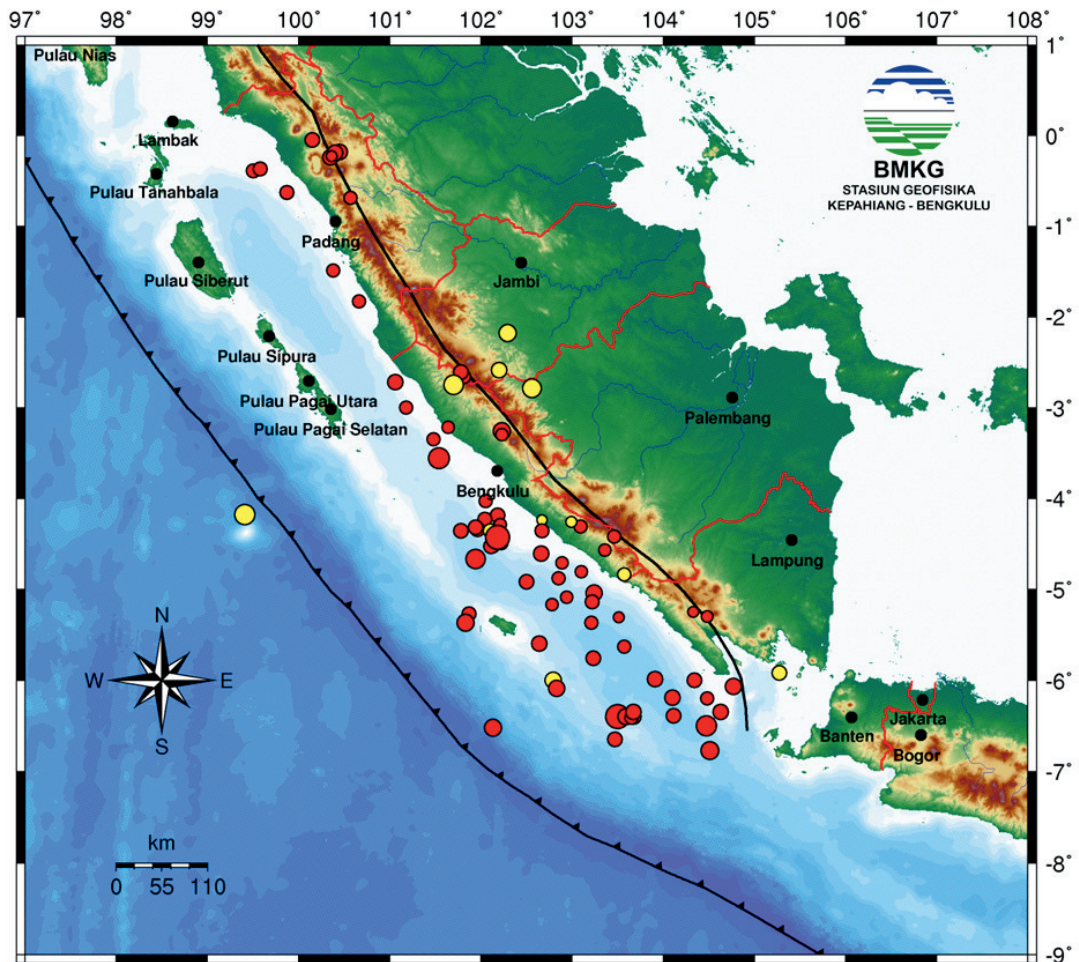 97˚ 98˚ 99˚ 100˚ 101˚ 102˚ 103˚ 104˚ 105˚ 106˚ 107˚ 108˚
1˚
Pulau Nias
BMKG
STASIUN GEOFISIKA
KEPAHIANG - BENGKULU
0˚
Lambak
Pulau Tanahbala
-1˚
Padang
Pulau Siberut
Jambi
-2˚
Pulau Sipura
Pulau Pagai Utara
-3˚
Pulau Pagai Selatan
Palembang
Bengkulu
-4˚
Lampung
-5˚
N
W E
S
-6˚
Jakarta
Banten
Bogor
-7˚
km
0 55 110
-8˚
-9˚